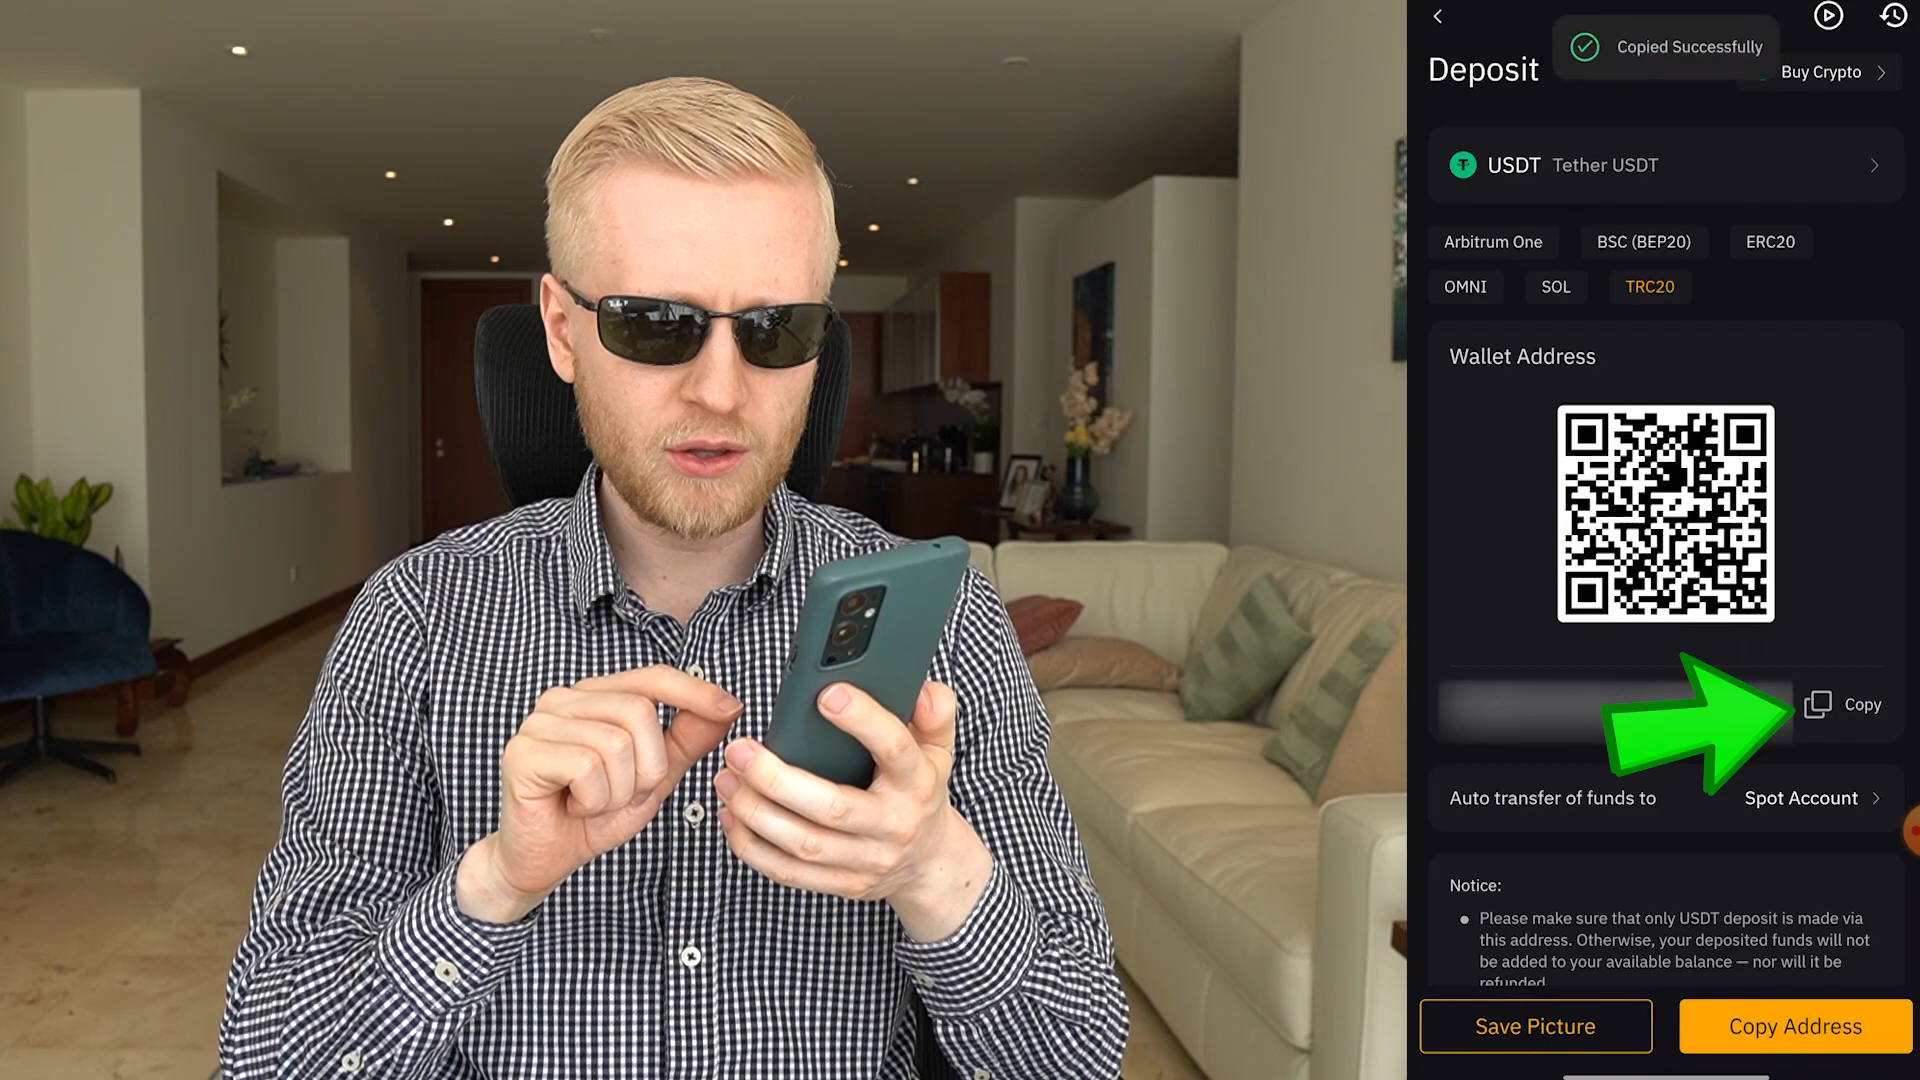 Copied Successfully
Deposit
Buy Crypto
USDT Tether USDT
Arbitrum One BSC (BEP20) ERC20
OMNI SOL TRC20
Wallet Address
Copy
Auto transfer of funds to Spot Account
Notice:
Please make sure that only USDT deposit is made via
this address. Otherwise, your deposited funds will not
be added to your available balance — nor will it be
refunded
Save Picture Copy Address